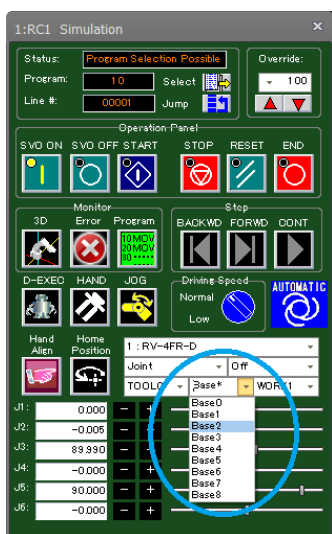 1:RC1 Simulation ×
Status: Program Selection Possible Override:
Program: 10 Select 100
Line #: 00001 Jump
Operation Panel
SVO ON SVO OFF START STOP RESET END
Monitor Step
3D Error Program BACKWD FORWD CONT
10MOV
20MOV
80
D-EXEC HAND JOG Driving Speed AUTOMATIC
Normal
Low
Hand Align Home Position 1 : RV-4FR-D
Joint Off
TOOL0 Base* WORK1
J1: 0.000 - + Base0
Base1
J2: -0.005 - + Base2
Base3
J3: 89.990 - + Base4
Base5
J4: -0.000 - + Base6
Base7
J5: 90.000 - + Base8
J6: -0.000 - +